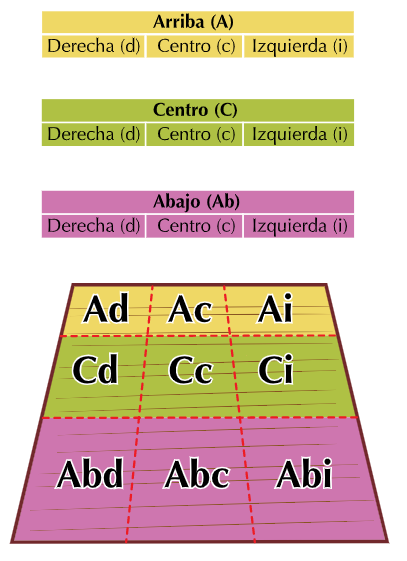 Arriba (A)
Derecha (d) Centro (c) Izquierda (i)
Centro (C)
Derecha (d) Centro (c) Izquierda (i)
Abajo (Ab)
Derecha (d) Centro (c) Izquierda (i)
Ad Ac Ai
Cd Cc Ci
Abd Abc Abi